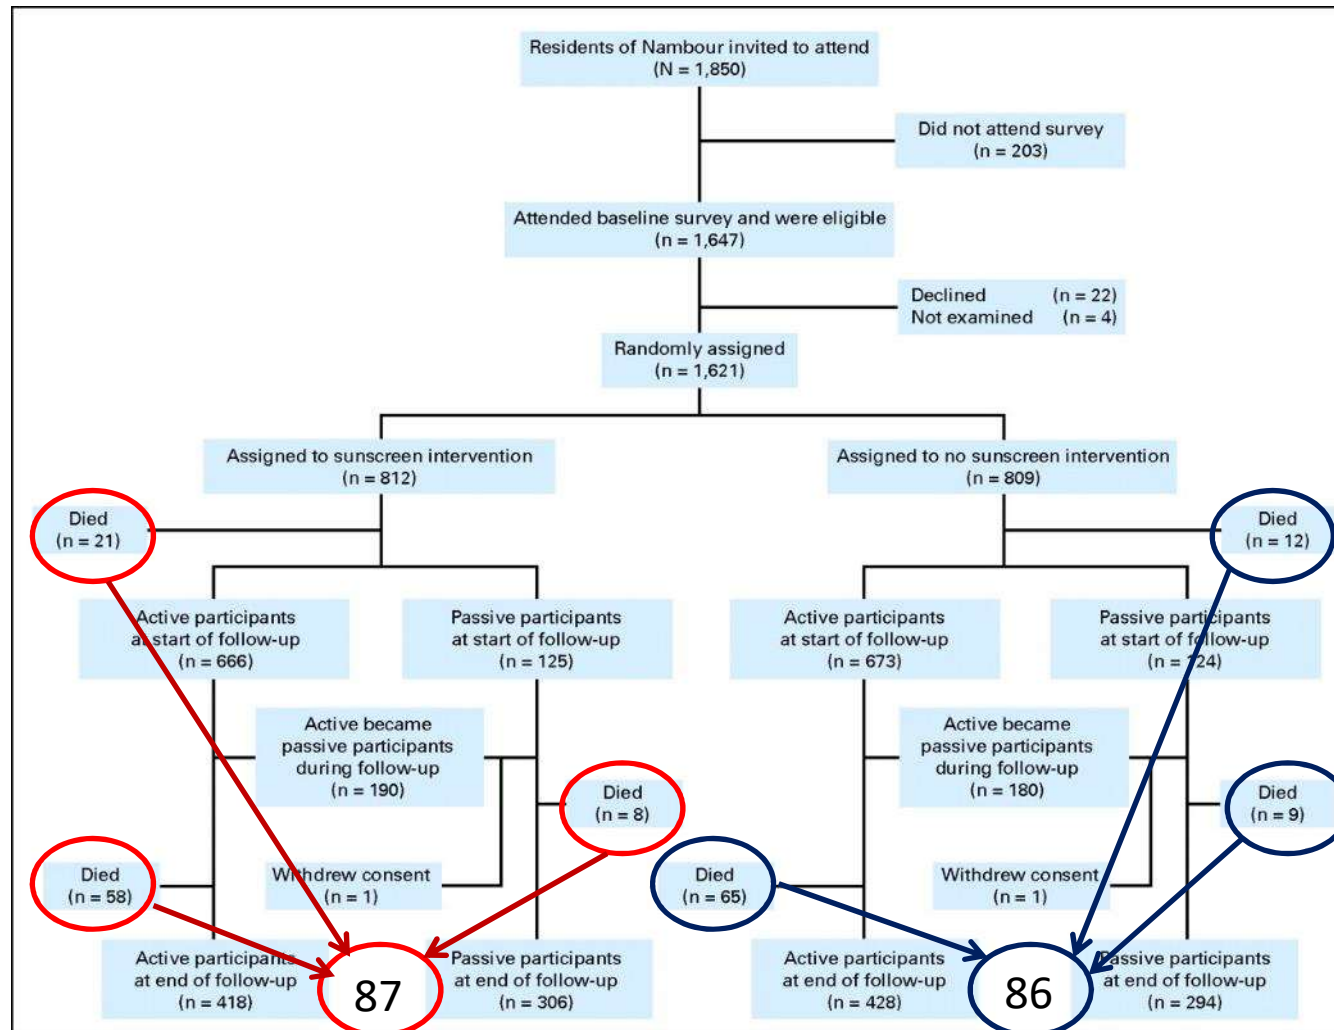 Residents of Nambour invited to attend
(N = 1,850)
Did not attend survey
(n = 203)
Attended baseline survey and were eligible
(n = 1,647)
Declined (n = 22)
Not examined (n = 4)
Randomly assigned
(n = 1,621)
Assigned to sunscreen intervention
(n = 812)
Assigned to no sunscreen intervention
(n = 809)
Died
(n = 21)
Died
(n = 12)
Active participants
at start of follow-up
(n = 666)
Passive participants
at start of follow-up
(n = 125)
Active participants
at start of follow-up
(n = 673)
Passive participants
at start of follow-up
(n = 124)
Active became
passive participants
during follow-up
(n = 190)
Died
(n = 8)
Active became
passive participants
during follow-up
(n = 180)
Died
(n = 9)
Died
(n = 58)
Withdrew consent
(n = 1)
Died
(n = 65)
Withdrew consent
(n = 1)
Active participants
at end of follow-up
(n = 418)
87
Passive participants
at end of follow-up
(n = 306)
Active participants
at end of follow-up
(n = 428)
86
Passive participants
at end of follow-up
(n = 294)